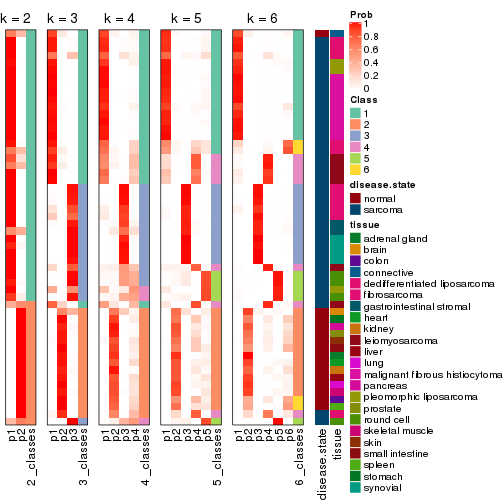 k = 2 k = 3 k = 4 k = 5 k = 6
Prob
1
0.8
0.6
0.4
0.2
0
Class
1
2
3
4
5
6
disease.state
normal
sarcoma
tissue
adrenal gland
brain
colon
connective
dedifferentiated liposarcoma
fibrosarcoma
gastrointestinal stromal
heart
kidney
leiomyosarcoma
liver
lung
malignant fibrous histiocytoma
pancreas
pleomorphic liposarcoma
prostate
round cell
skeletal muscle
skin
small intestine
spleen
stomach
synovial
p1 p2 2_classes p1 p2 p3 3_classes p1 p2 p3 p4 4_classes p1 p2 p3 p4 p5 5_classes p1 p2 p3 p4 p5 p6 6_classes disease.state tissue